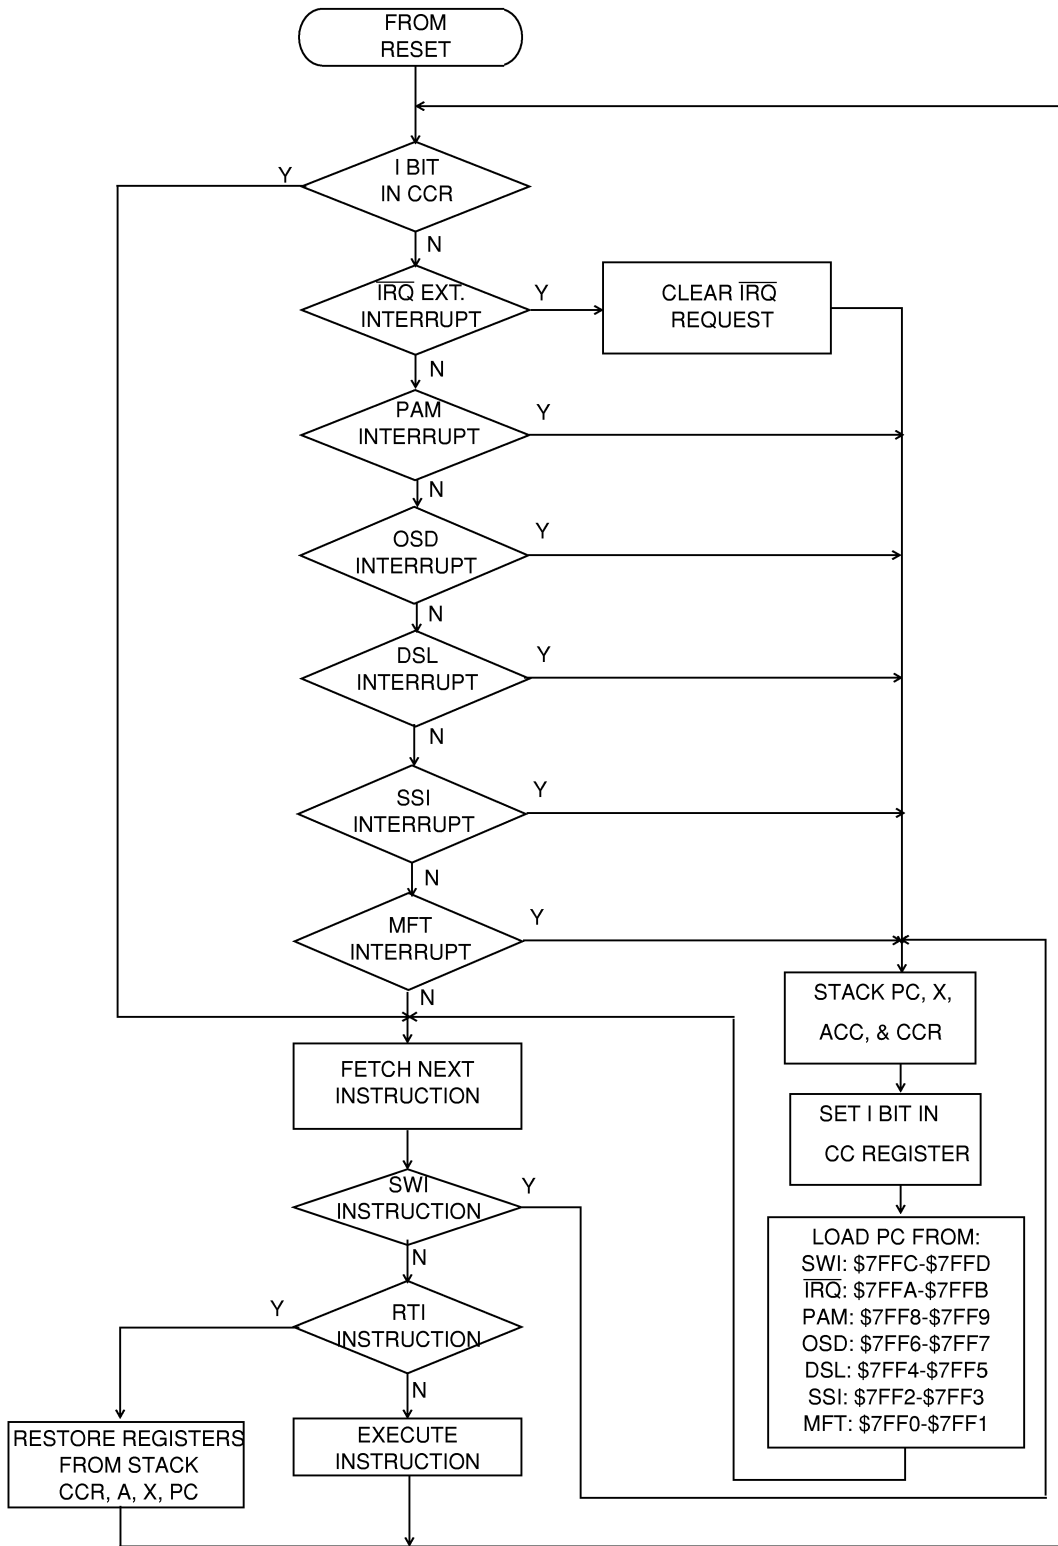 FROM
RESET
Y
I BIT
IN CCR
N
IRQ EXT.
INTERRUPT
Y
CLEAR IRQ
REQUEST
N
PAM
INTERRUPT
Y
N
OSD
INTERRUPT
Y
N
DSL
INTERRUPT
Y
N
SSI
INTERRUPT
Y
N
MFT
INTERRUPT
Y
N
STACK PC, X,
ACC, & CCR
FETCH NEXT
INSTRUCTION
SET I BIT IN
CC REGISTER
SWI
INSTRUCTION
Y
N
LOAD PC FROM:
SWI: $7FFC-$7FFD
IRQ: $7FFA-$7FFB
PAM: $7FF8-$7FF9
OSD: $7FF6-$7FF7
DSL: $7FF4-$7FF5
SSI: $7FF2-$7FF3
MFT: $7FF0-$7FF1
Y
RTI
INSTRUCTION
N
RESTORE REGISTERS
FROM STACK
CCR, A, X, PC
EXECUTE
INSTRUCTION